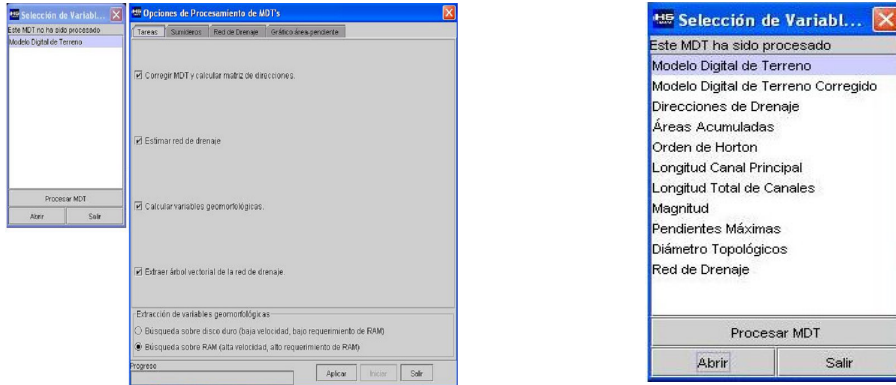 Selección de Variabl...
Este MDT no ha sido procesado
Modelo Digital de Terreno
Procesar MDT
Abrir
Salir
Opciones de Procesamiento de MDT's
Tareas
Sumideros
Red de Drenaje
Gráfico área-pendiente
Corregir MDT y calcular matriz de direcciones.
Estimar red de drenaje
Calcular variables geomorfológicas.
Extraer árbol vectorial de la red de drenaje.
Extracción de variables geomorfológicas
Búsqueda sobre disco duro (baja velocidad, bajo requerimiento de RAM)
Búsqueda sobre RAM (alta velocidad, alto requerimiento de RAM)
Progreso
Aplicar
Iniciar
Salir
Selección de Variabl...
Este MDT ha sido procesado
Modelo Digital de Terreno
Modelo Digital de Terreno Corregido
Direcciones de Drenaje
Áreas Acumuladas
Orden de Horton
Longitud Canal Principal
Longitud Total de Canales
Magnitud
Pendientes Máximas
Diámetro Topológicos
Red de Drenaje
Procesar MDT
Abrir
Salir